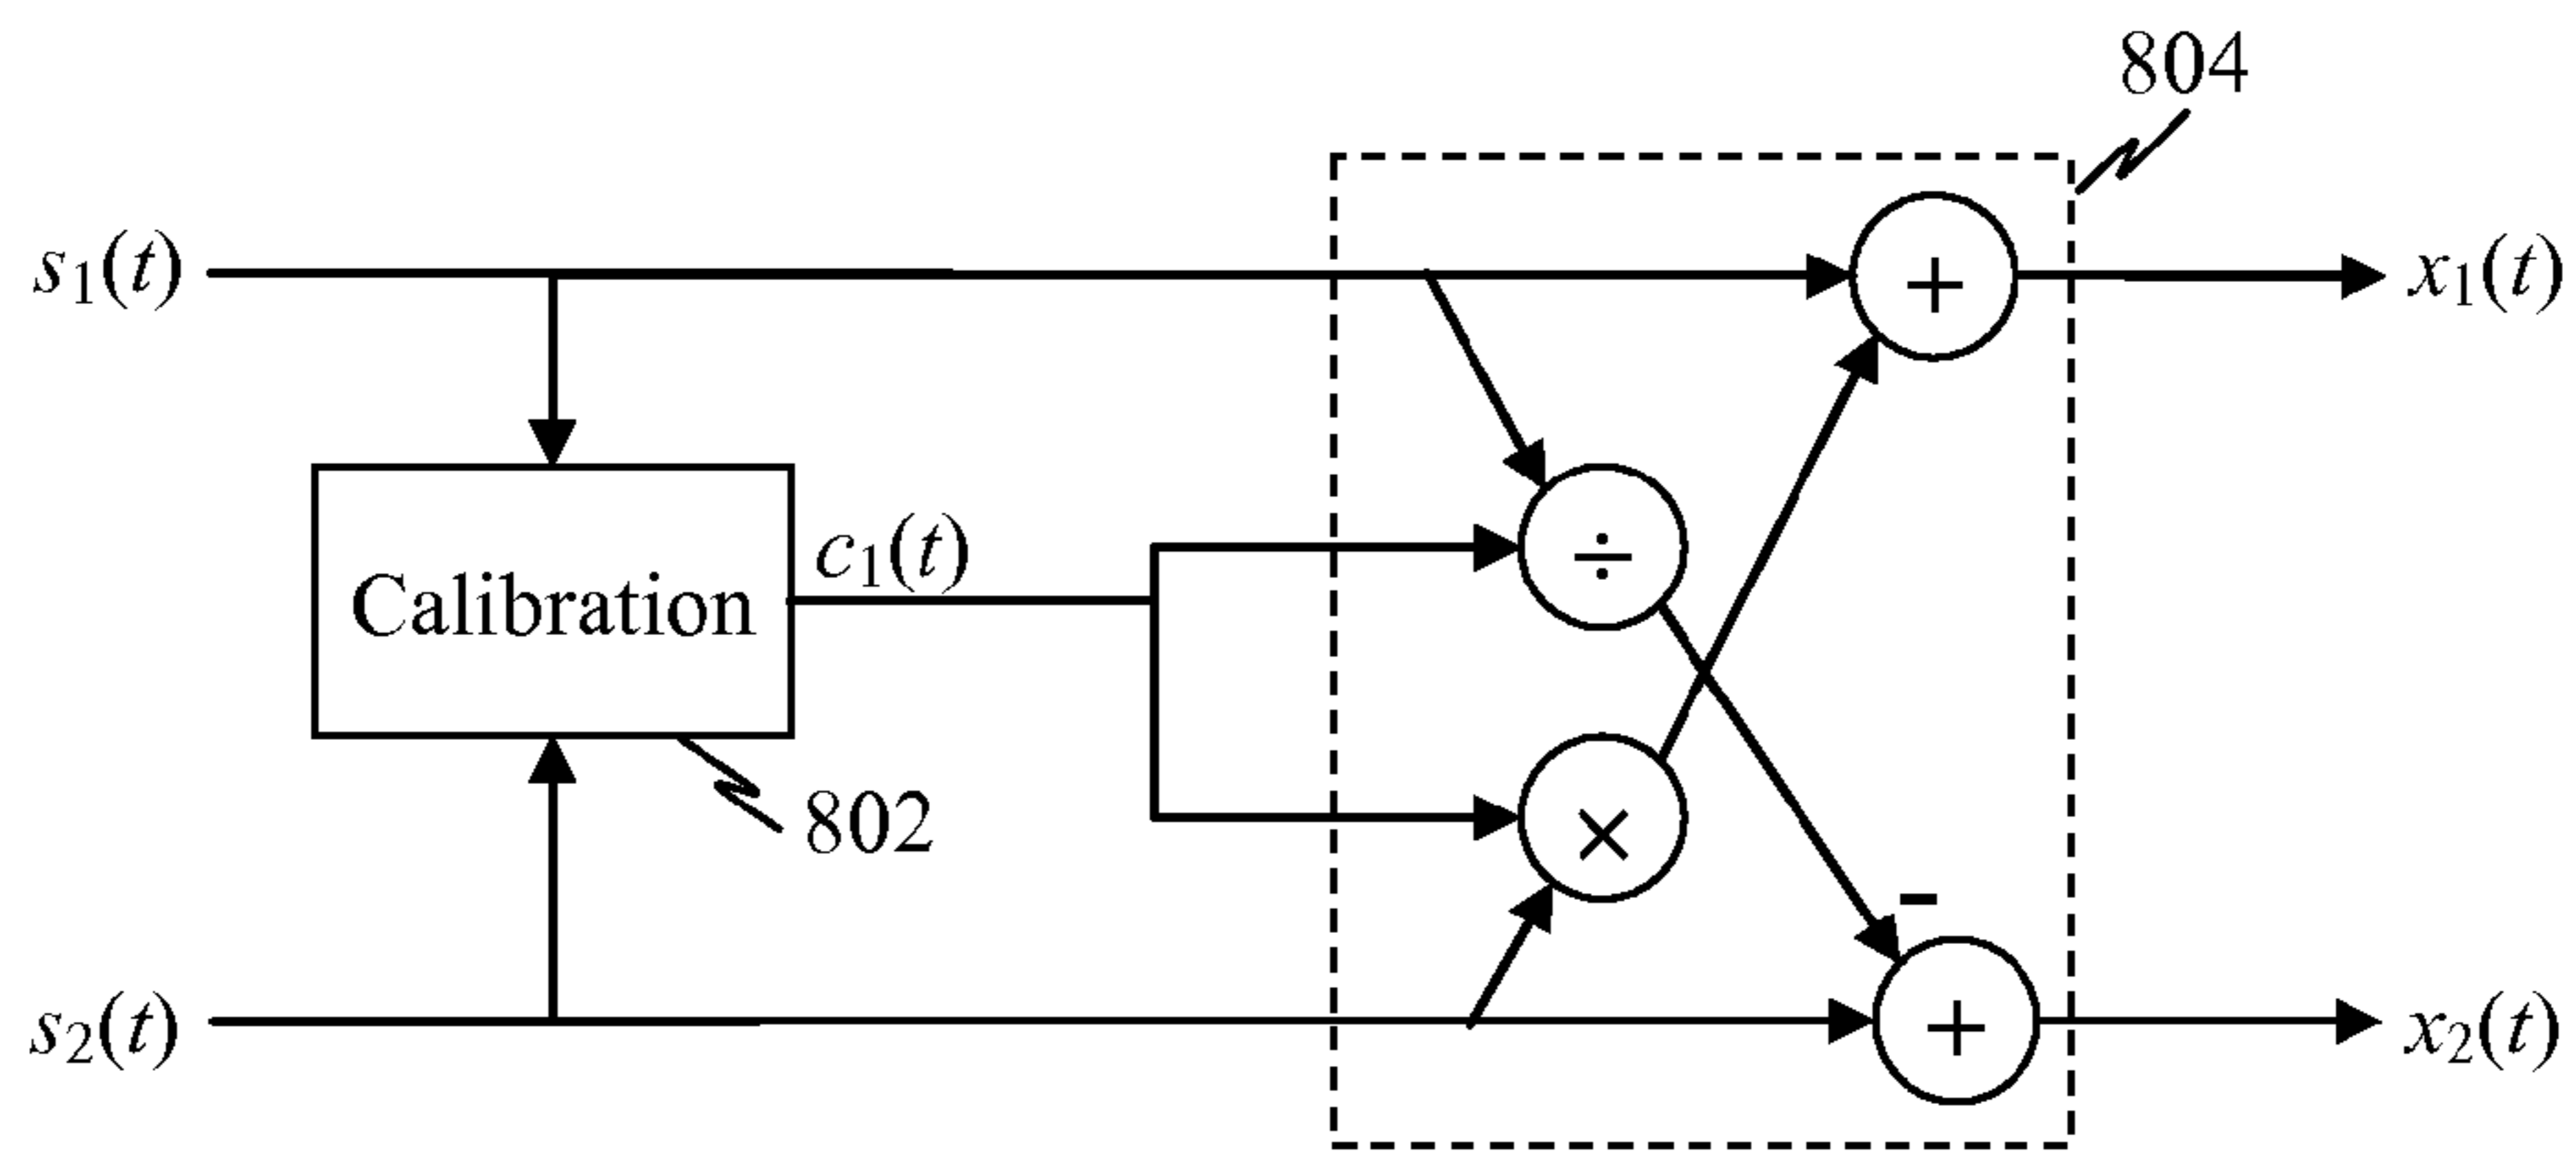 804
s₁(t)
+
x₁(t)
c₁(t)
÷
Calibration
802
×
-
s₂(t)
+
x₂(t)